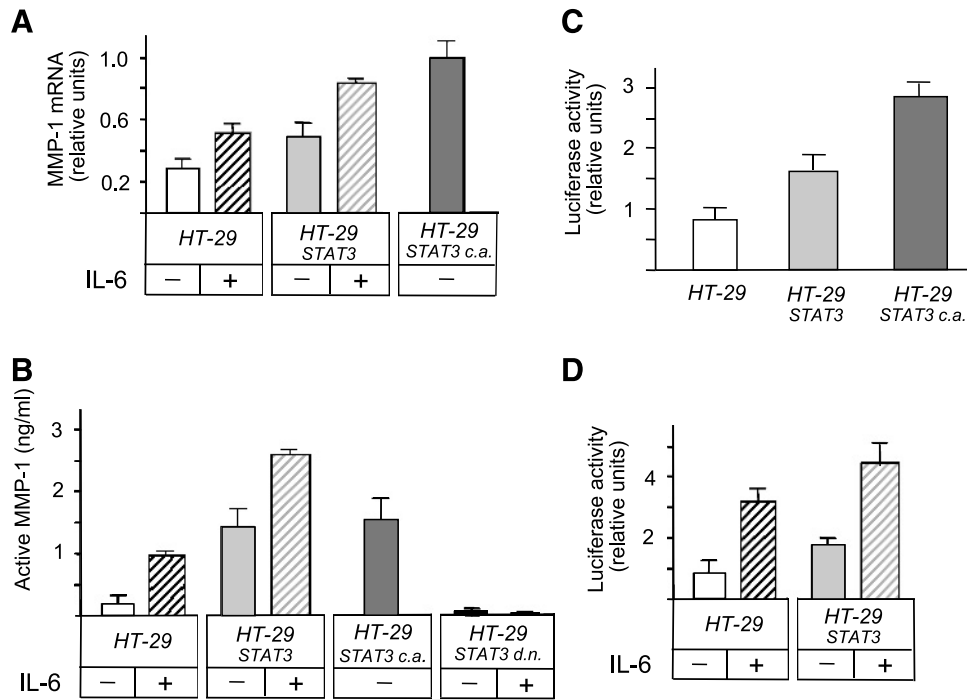 A
MMP-1 mRNA
(relative units)
1.0
0.6
0.2
HT-29
HT-29
STAT3
HT-29
STAT3 c.a.
IL-6
–
+
–
+
–
C
Luciferase activity
(relative units)
3
2
1
HT-29
HT-29
STAT3
HT-29
STAT3 c.a.
B
Active MMP-1 (ng/ml)
3
2
1
HT-29
HT-29
STAT3
HT-29
STAT3 c.a.
HT-29
STAT3 d.n.
IL-6
–
+
–
+
–
–
+
D
Luciferase activity
(relative units)
4
2
HT-29
HT-29
STAT3
IL-6
–
+
–
+